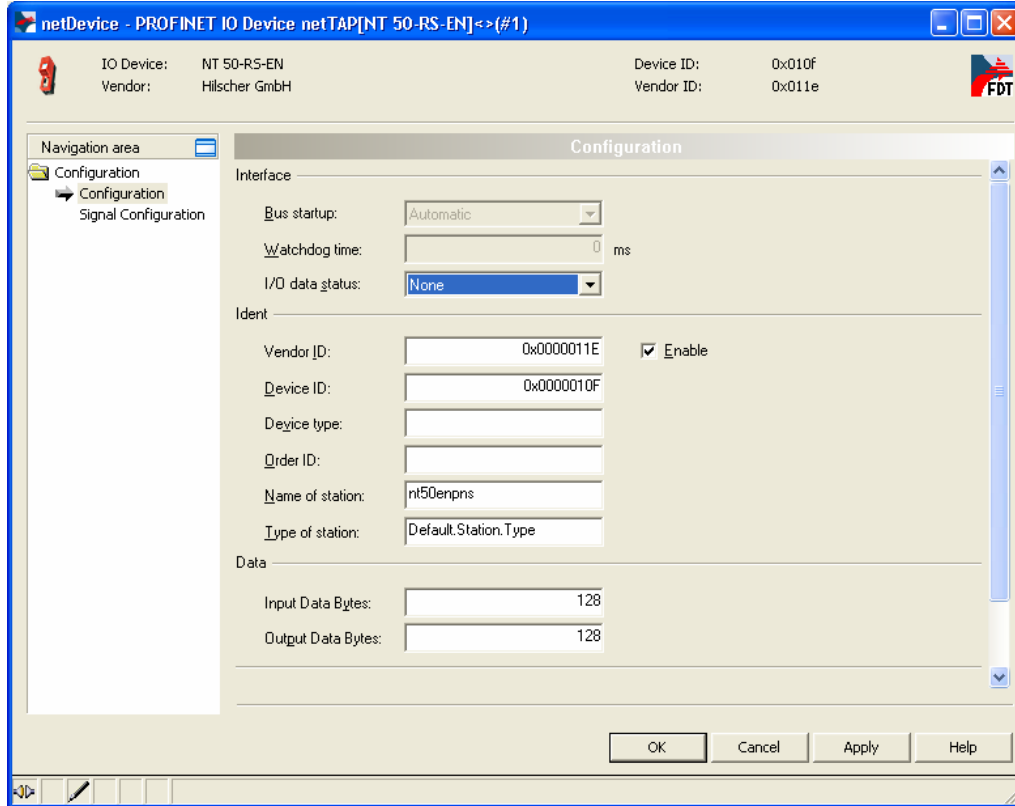 netDevice - PROFINET IO Device netTAP[NT 50-RS-EN]<>(#1)
IO Device: NT 50-RS-EN Device ID: 0x010f
Vendor: Hilscher GmbH Vendor ID: 0x011e
FDT
Navigation area
Configuration
Configuration
Signal Configuration
Configuration
Interface
Bus startup: Automatic
Watchdog time: 0 ms
I/O data status: None
Ident
Vendor ID: 0x0000011E Enable
Device ID: 0x0000010F
Device type:
Order ID:
Name of station: nt50enpns
Type of station: Default.Station.Type
Data
Input Data Bytes: 128
Output Data Bytes: 128
OK Cancel Apply Help